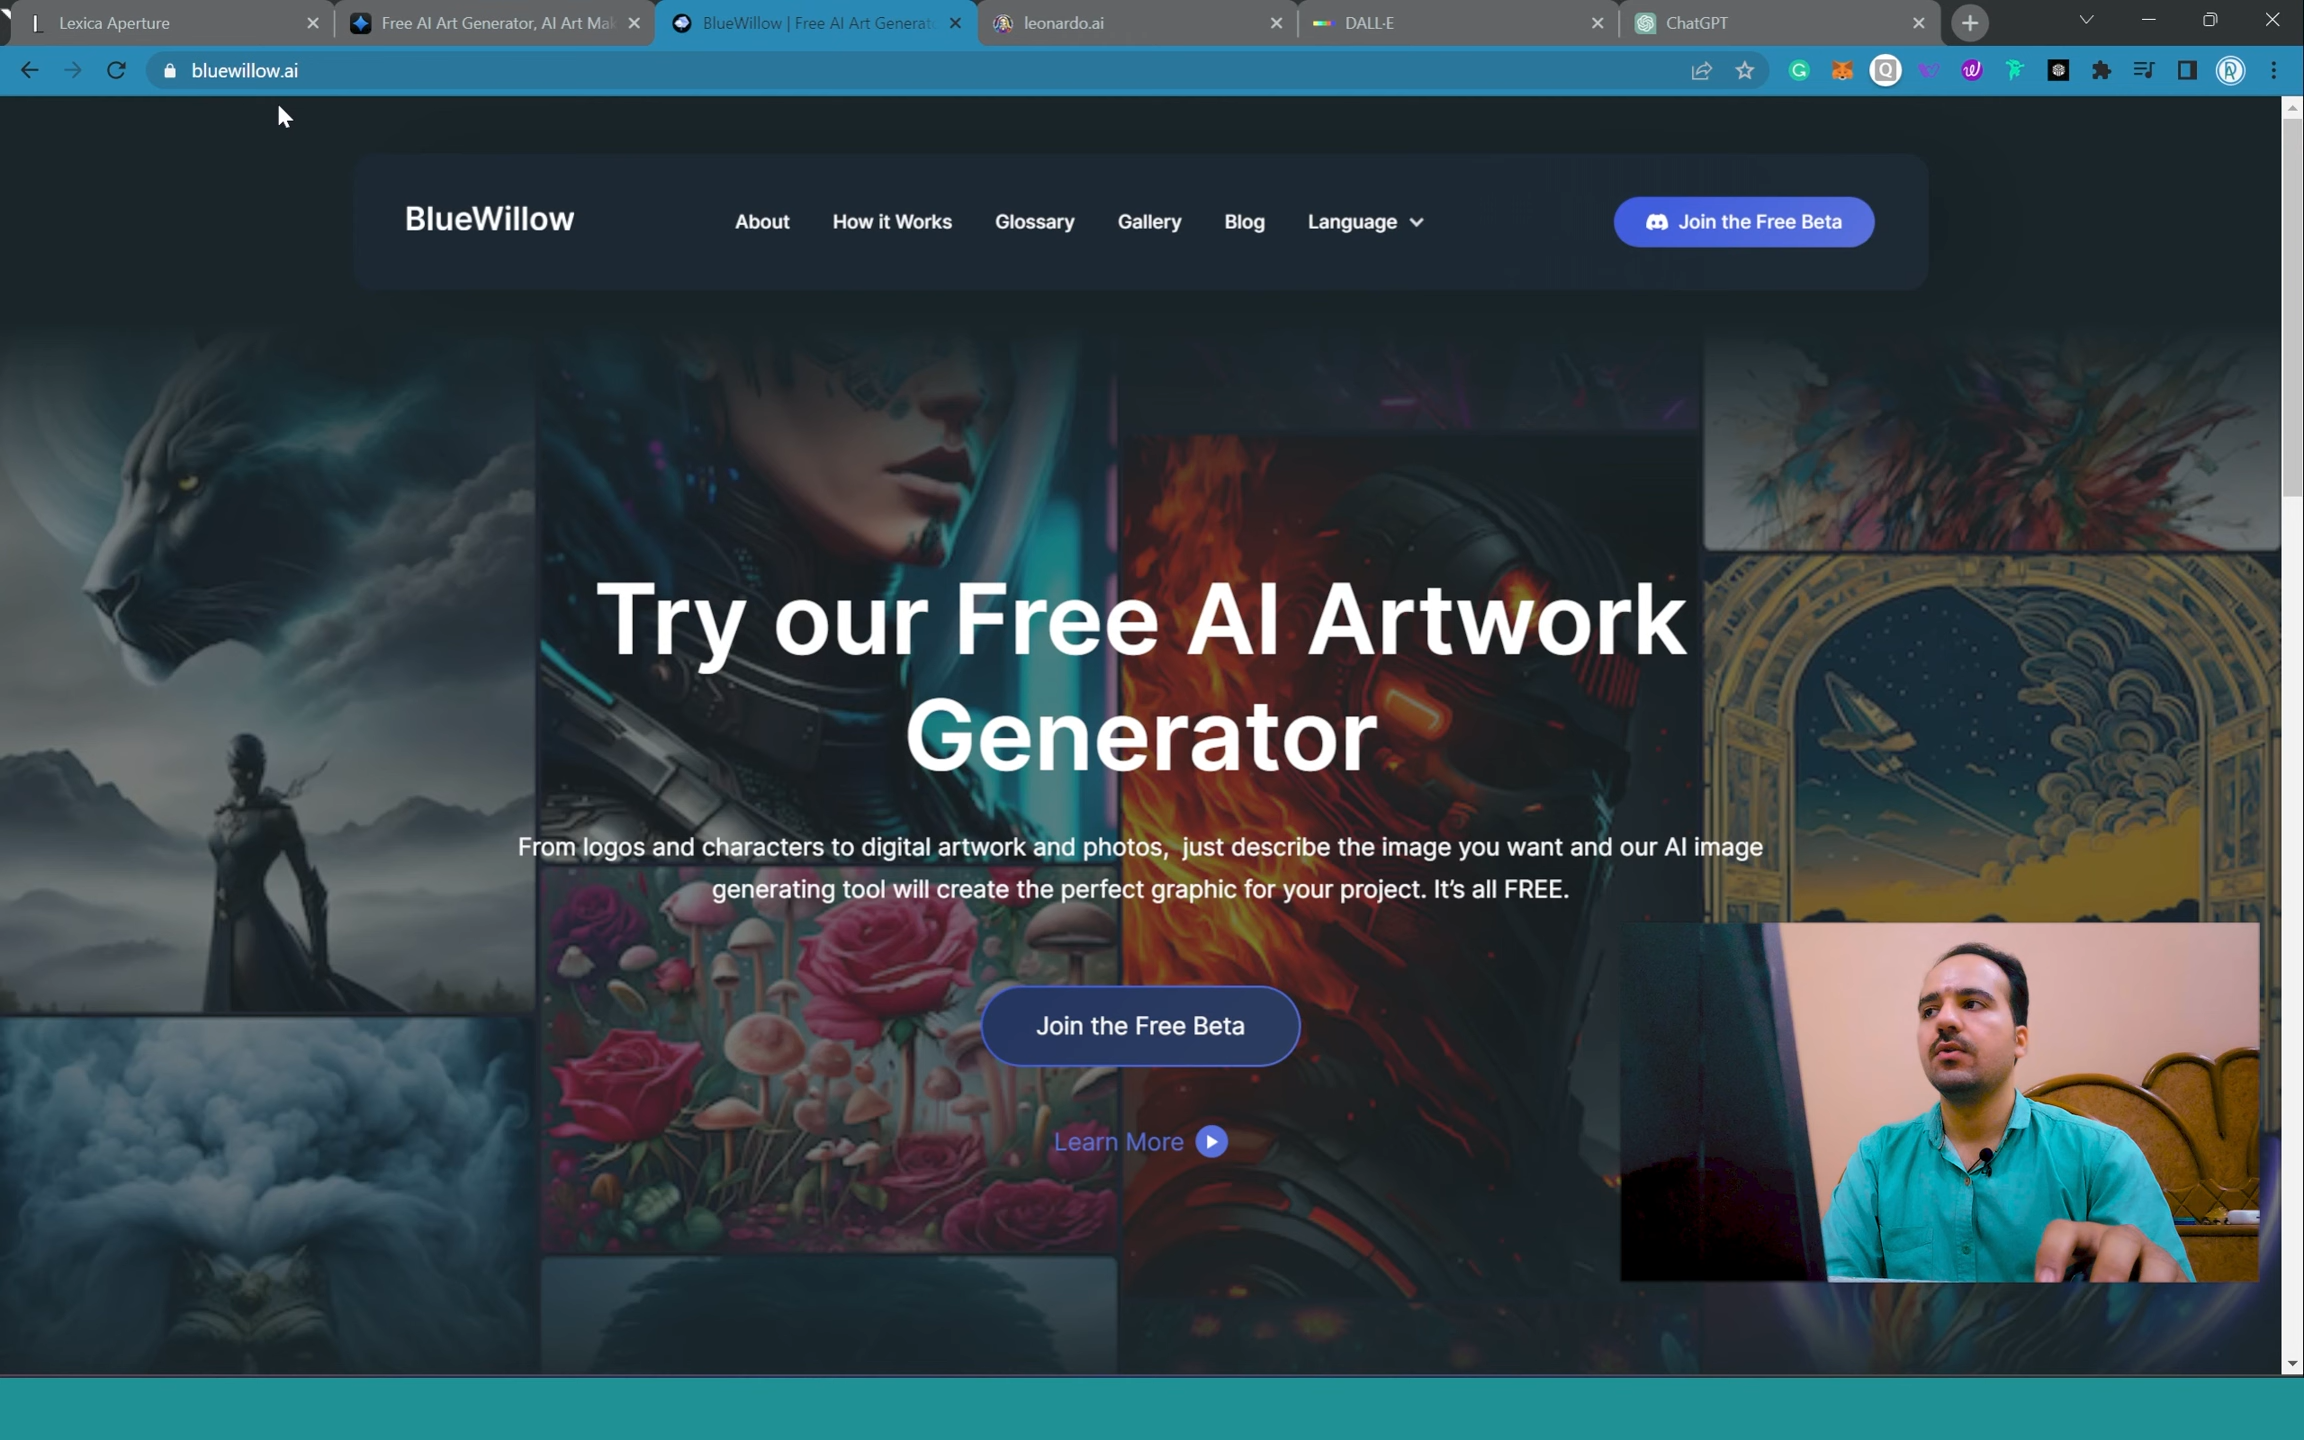 Lexica Aperture
Free AI Art Generator, AI Art Mak
BlueWillow | Free AI Art Generat
leonardo.ai
DALL·E
ChatGPT
bluewillow.ai
BlueWillow
About
How it Works
Glossary
Gallery
Blog
Language
Join the Free Beta
Try our Free AI Artwork
Generator
From logos and characters to digital artwork and photos, just describe the image you want and our AI image
generating tool will create the perfect graphic for your project. It's all FREE.
Join the Free Beta
Learn More